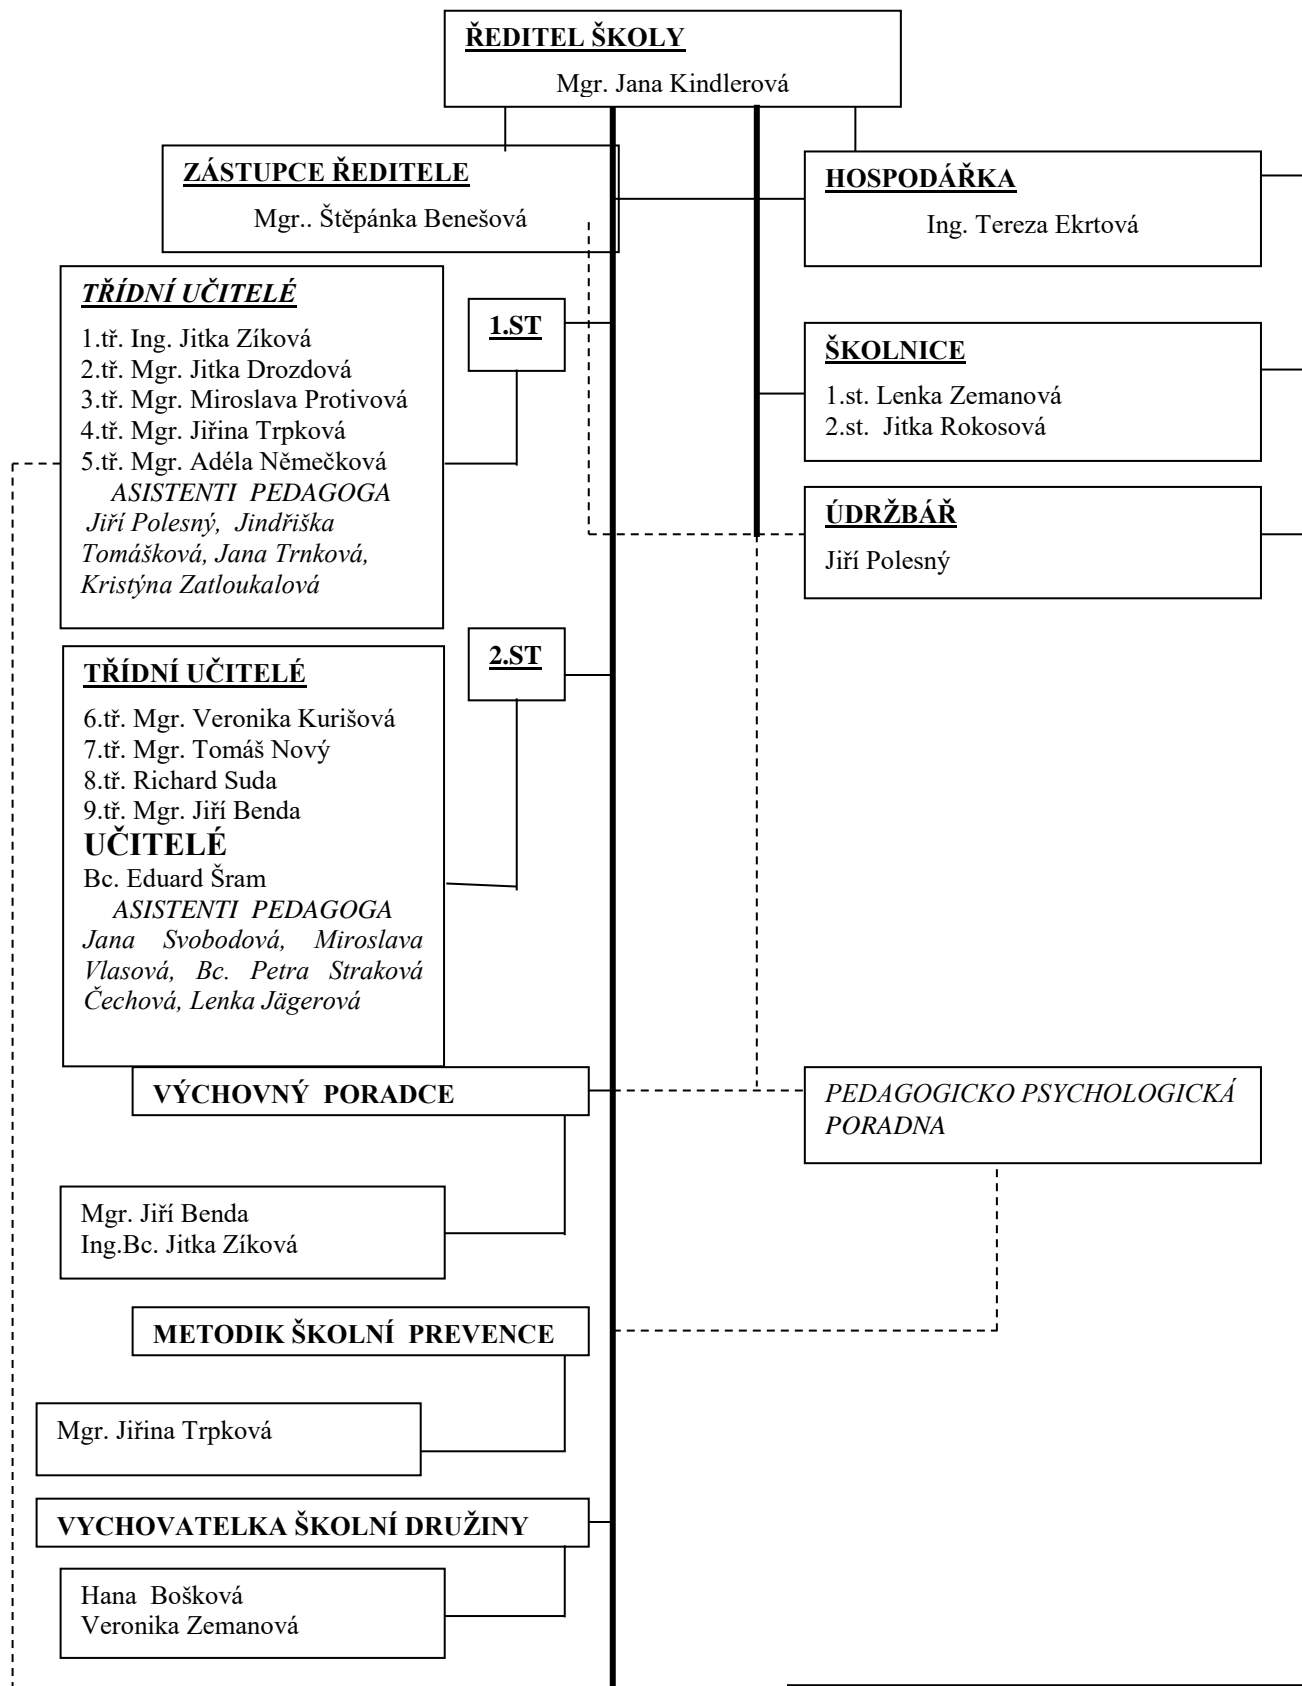 ŘEDITEL ŠKOLY
Mgr. Jana Kindlerová
ZÁSTUPCE ŘEDITELE
Mgr.. Štěpánka Benešová
HOSPODÁŘKA
Ing. Tereza Ekrtová
TŘÍDNÍ UČITELÉ
1.tř. Ing. Jitka Zíková
2.tř. Mgr. Jitka Drozdová
3.tř. Mgr. Miroslava Protivová
4.tř. Mgr. Jiřina Trpková
5.tř. Mgr. Adéla Němečková
ASISTENTI PEDAGOGA
Jiří Polesný, Jindřiška
Tomášková, Jana Trnková,
Kristýna Zatloukalová
1.ST
ŠKOLNICE
1.st. Lenka Zemanová
2.st. Jitka Rokosová
ÚDRŽBÁŘ
Jiří Polesný
TŘÍDNÍ UČITELÉ
6.tř. Mgr. Veronika Kurišová
7.tř. Mgr. Tomáš Nový
8.tř. Richard Suda
9.tř. Mgr. Jiří Benda
UČITELÉ
Bc. Eduard Šram
ASISTENTI PEDAGOGA
Jana Svobodová, Miroslava
Vlasová, Bc. Petra Straková
Čechová, Lenka Jägerová
2.ST
VÝCHOVNÝ PORADCE
PEDAGOGICKO PSYCHOLOGICKÁ
PORADNA
Mgr. Jiří Benda
Ing.Bc. Jitka Zíková
METODIK ŠKOLNÍ PREVENCE
Mgr. Jiřina Trpková
VYCHOVATELKA ŠKOLNÍ DRUŽINY
Hana Bošková
Veronika Zemanová